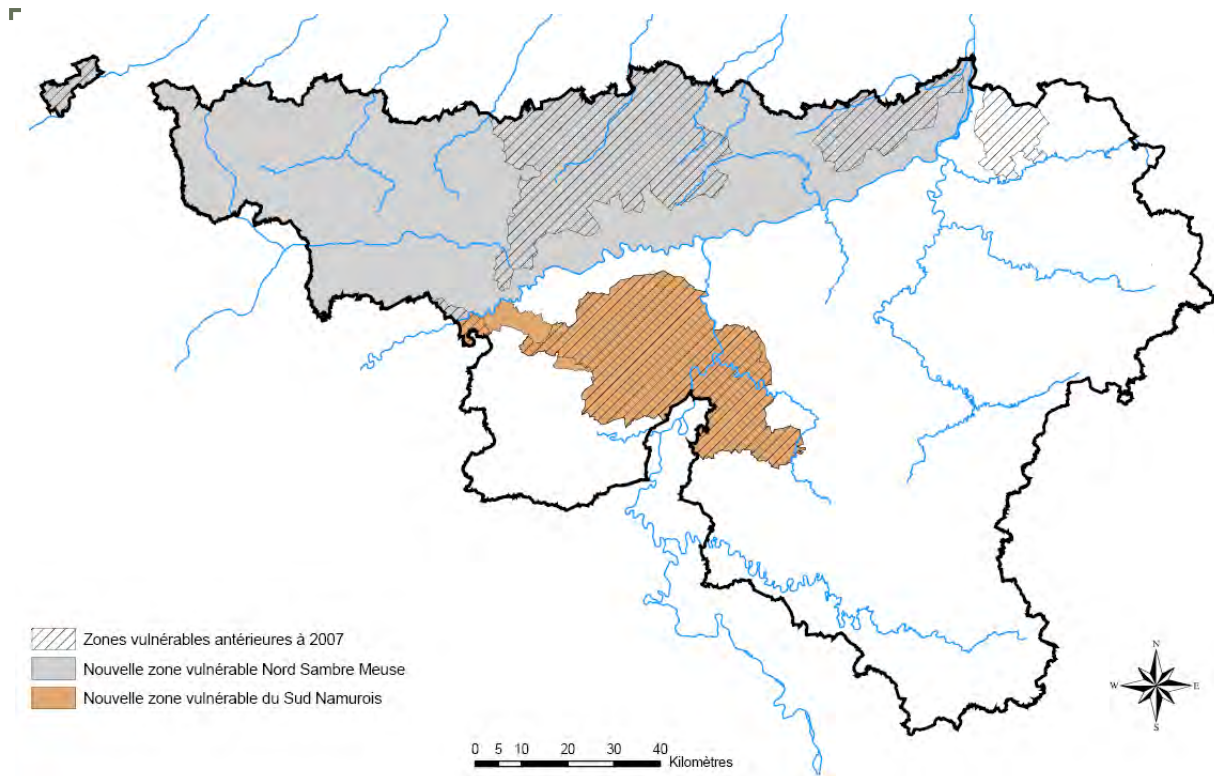 Zones vulnérables antérieures à 2007
Nouvelle zone vulnérable Nord Sambre Meuse
Nouvelle zone vulnérable du Sud Namurois
0 5 10 20 30 40
Kilomètres
N
W E
S